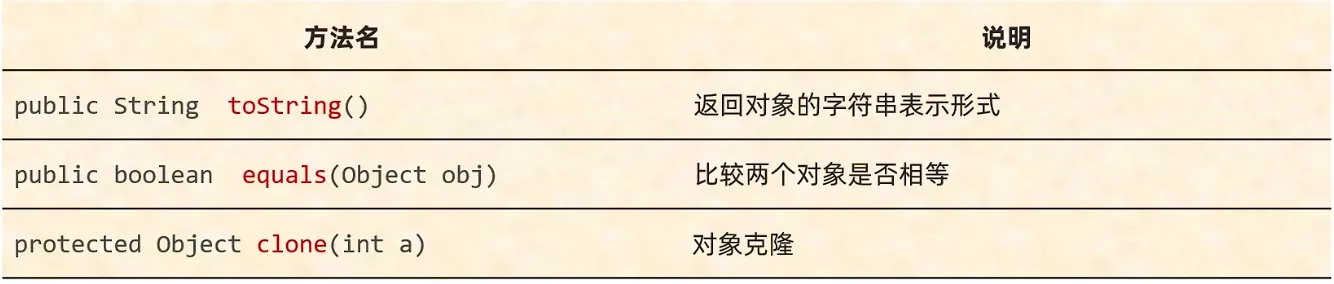 方法名 说明
public String toString() 返回对象的字符串表示形式
public boolean equals(Object obj) 比较两个对象是否相等
protected Object clone(int a) 对象克隆